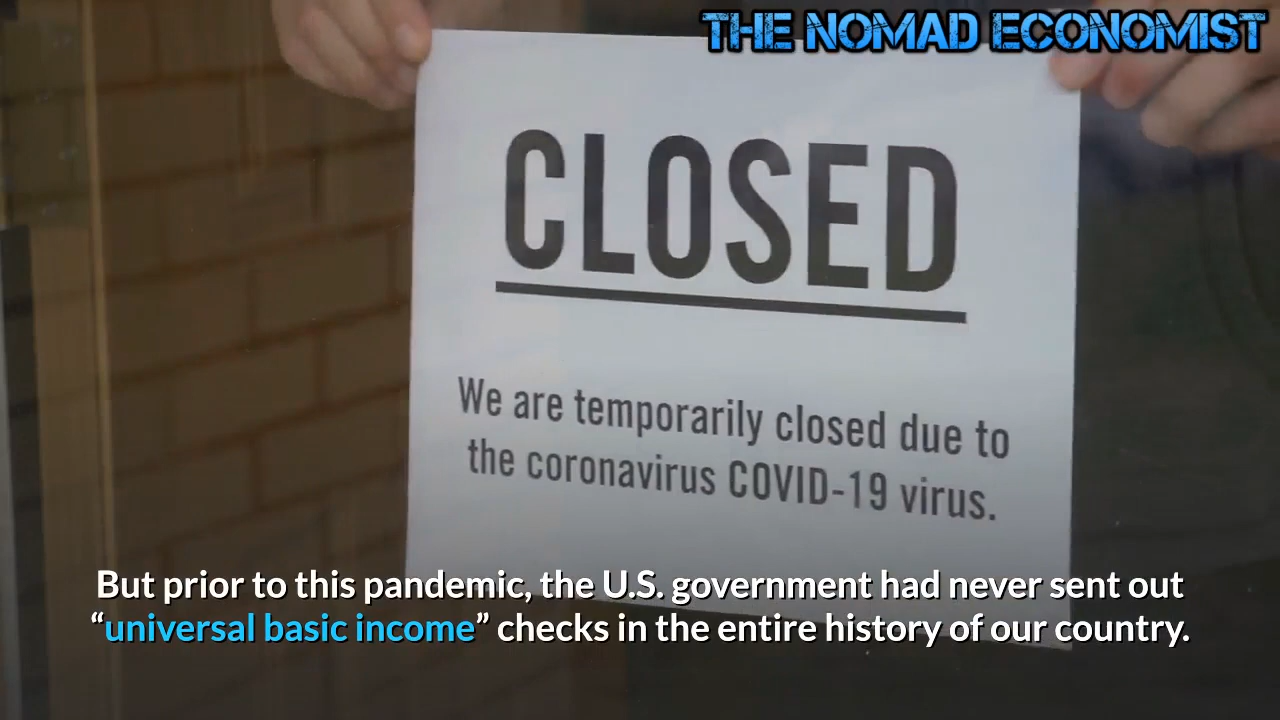 THE NOMAD ECONOMIST
CLOSED
We are temporarily closed due to
the coronavirus COVID-19 virus.
But prior to this pandemic, the U.S. government had never sent out
“universal basic income” checks in the entire history of our country.